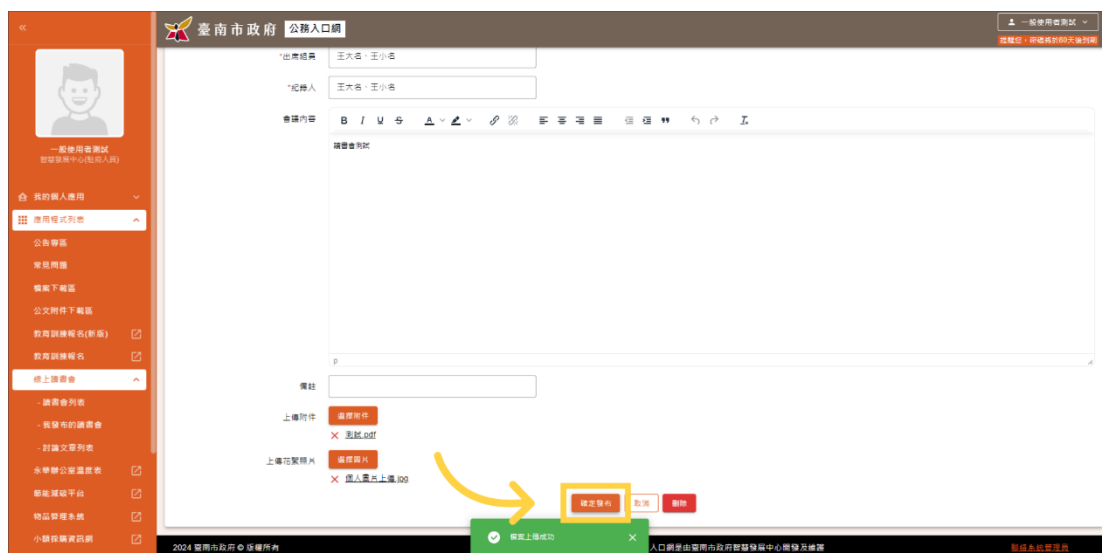 臺南市政府 公務入口網
一般使用者測試
提醒您，密碼將於60天後到期
一般使用者測試
智慧發展中心(駐府人員)
我的個人應用
應用程式列表
公告專區
常見問題
檔案下載區
公文附件下載區
教育訓練報名(新版)
教育訓練報名
線上讀書會
- 讀書會列表
- 我發布的讀書會
- 討論文章列表
永華辦公室溫度表
節能減碳平台
物品管理系統
小額採購資訊網
*出席組員 王大名、王小名
*紀錄人 王大名、王小名
會議內容
讀書會測試
p
備註
上傳附件 選擇附件
測試.pdf
上傳花絮照片 選擇圖片
個人畫片上傳.jpg
確定發布 取消 刪除
檔案上傳成功
2024 臺南市政府 © 版權所有
入口網是由臺南市政府智慧發展中心開發及維護
聯絡系統管理員